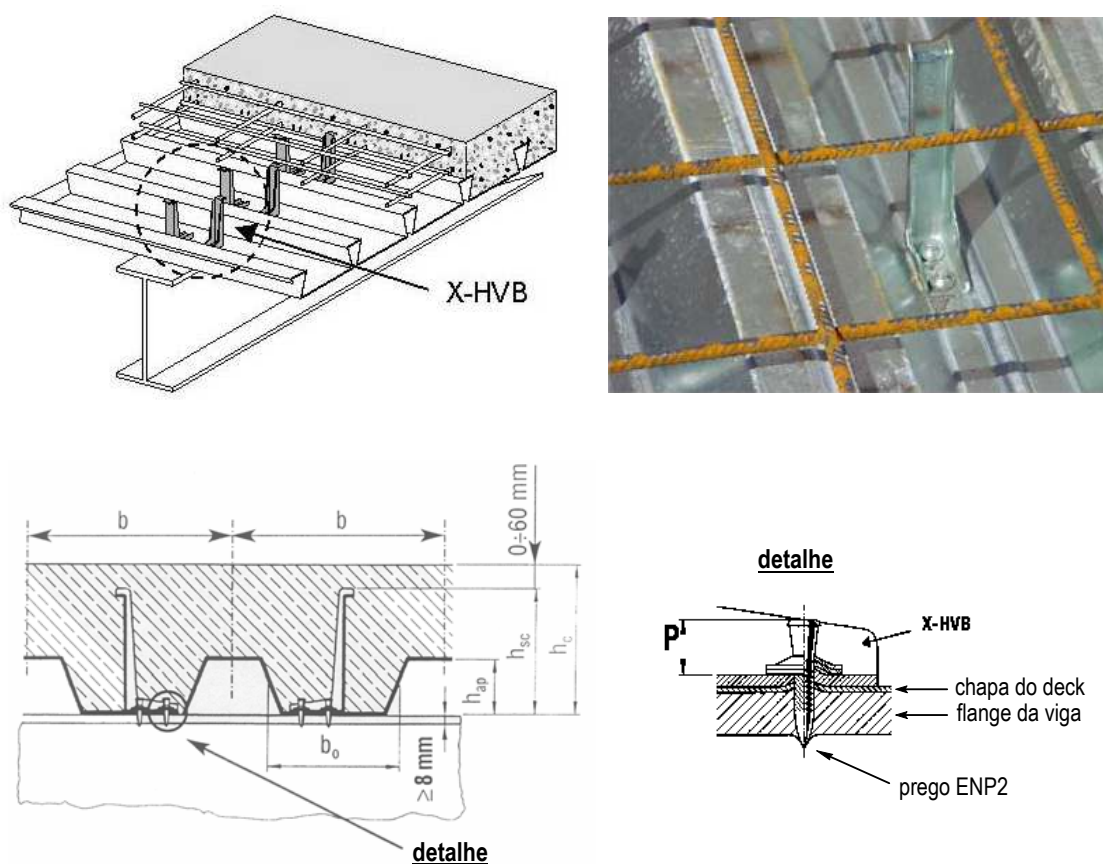 X-HVB
b
b
0÷60 mm
h_sc
h_c
h_ap
b_o
≥ 8 mm
detalhe
detalhe
P
X-HVB
chapa do deck
flange da viga
prego ENP2